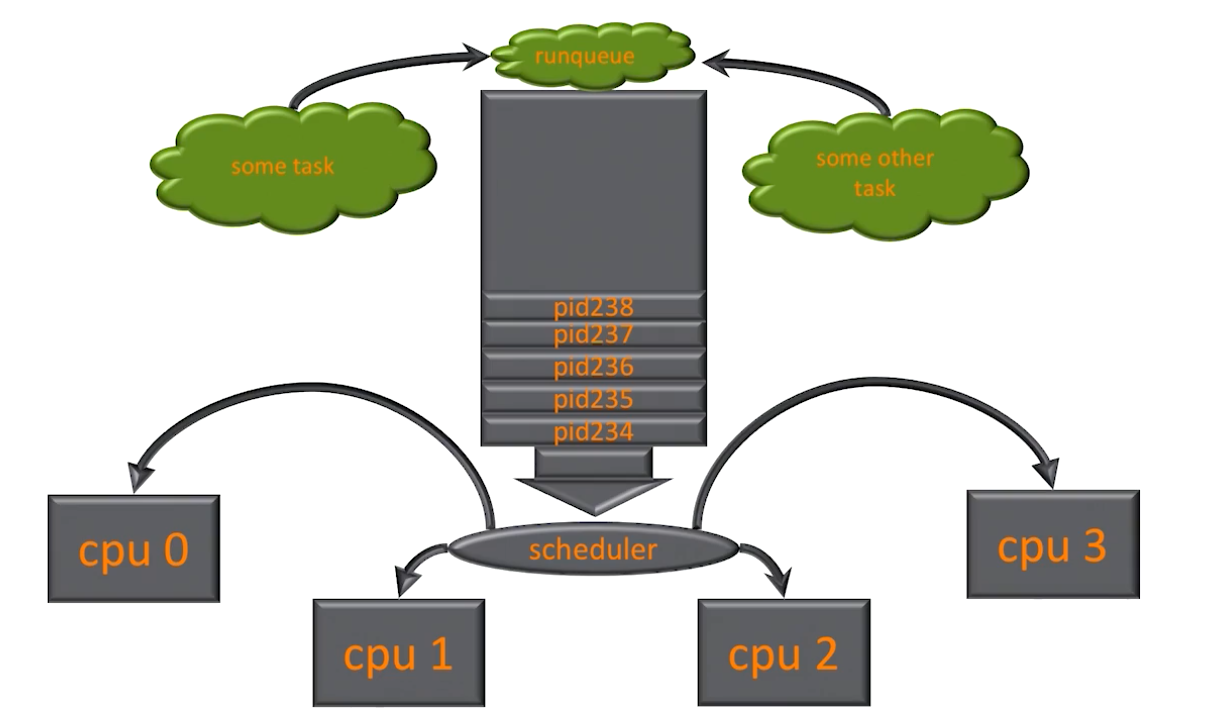 runqueue
some task
some other
task
pid238
pid237
pid236
pid235
pid234
scheduler
cpu 0
cpu 1
cpu 2
cpu 3